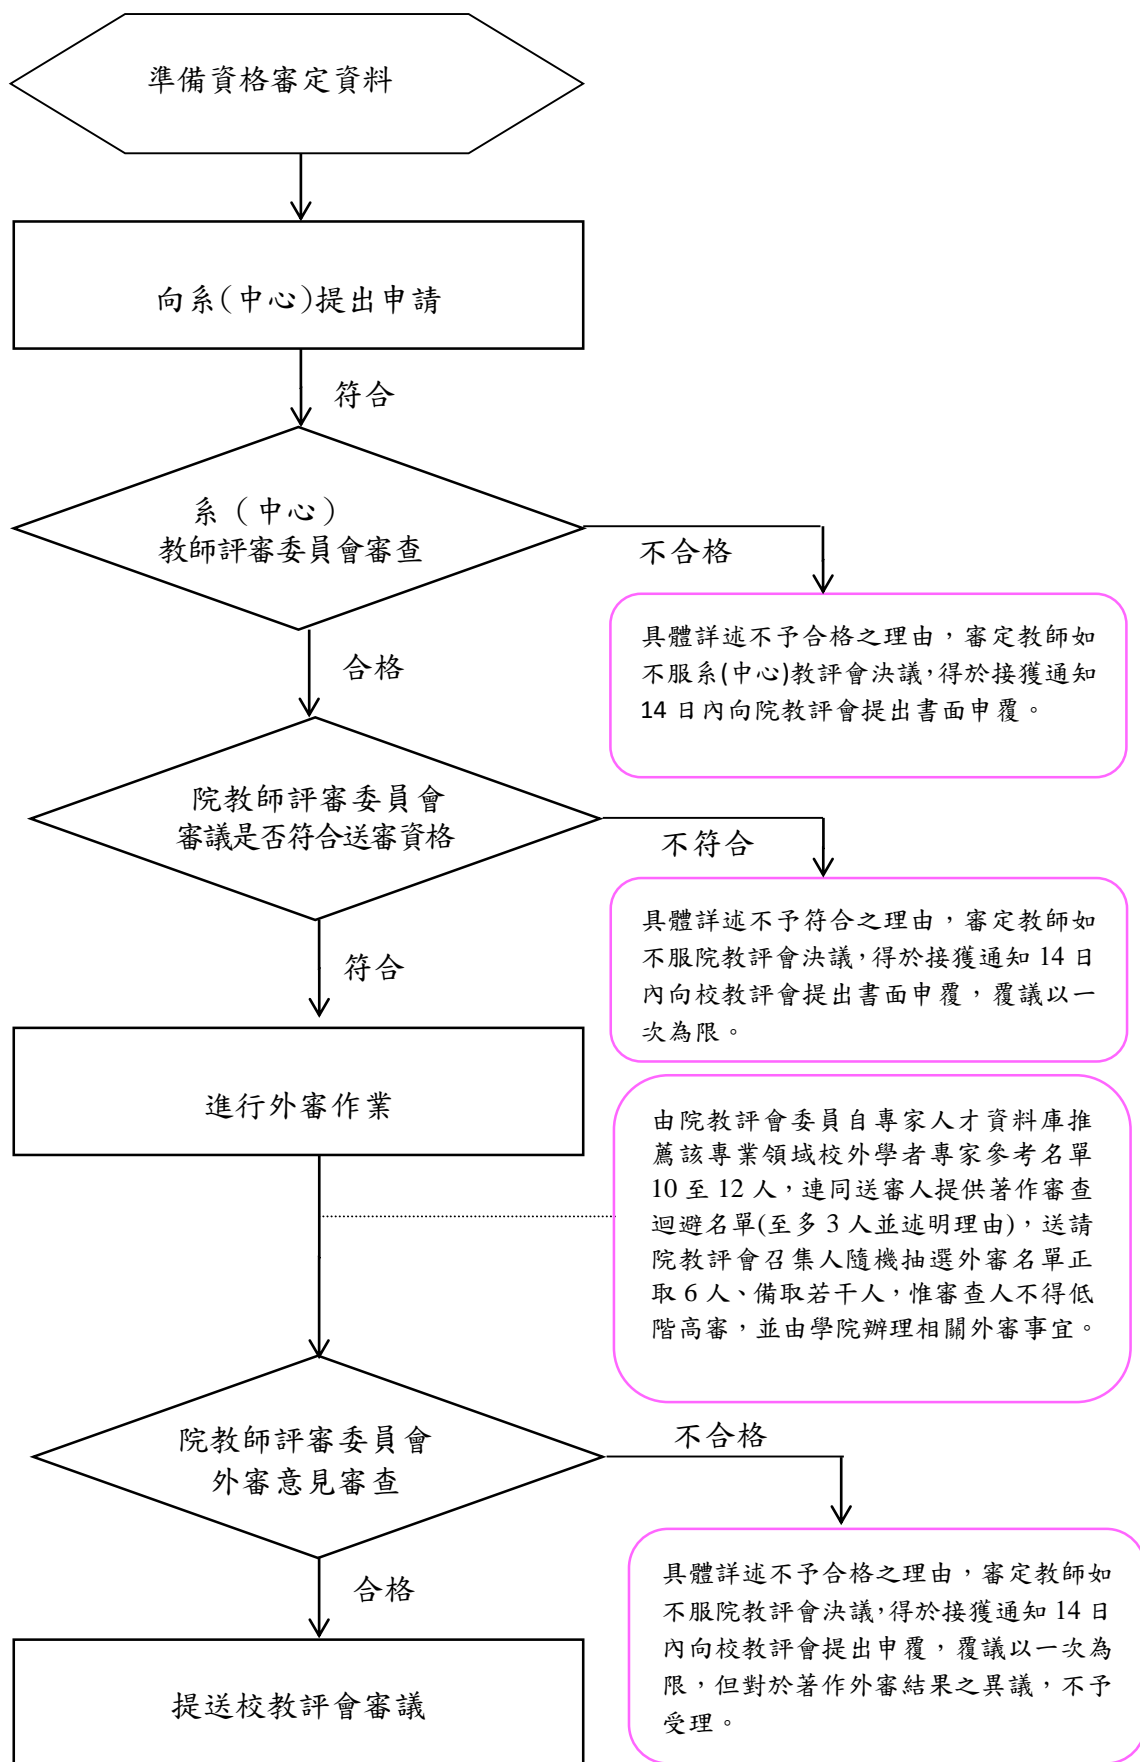 準備資格審定資料
向系(中心)提出申請
符合
系（中心）
教師評審委員會審查
不合格
具體詳述不予合格之理由，審定教師如
不服系(中心)教評會決議,得於接獲通知
14 日內向院教評會提出書面申覆。
合格
院教師評審委員會
審議是否符合送審資格
不符合
具體詳述不予符合之理由，審定教師如
不服院教評會決議,得於接獲通知 14 日
內向校教評會提出書面申覆，覆議以一
次為限。
符合
進行外審作業
由院教評會委員自專家人才資料庫推
薦該專業領域校外學者專家參考名單
10 至 12 人，連同送審人提供著作審查
迴避名單(至多 3 人並述明理由)，送請
院教評會召集人隨機抽選外審名單正
取 6 人、備取若干人，惟審查人不得低
階高審，並由學院辦理相關外審事宜。
院教師評審委員會
外審意見審查
不合格
具體詳述不予合格之理由，審定教師如
不服院教評會決議,得於接獲通知 14 日
內向校教評會提出申覆，覆議以一次為
限，但對於著作外審結果之異議，不予
受理。
合格
提送校教評會審議